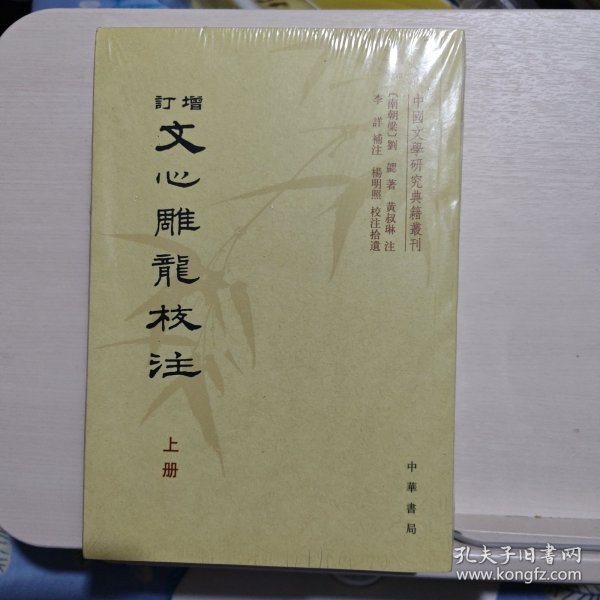 中國文學研究典籍叢刊
〔南朝梁〕劉勰著 黃叔琳注
李詳補注 楊明照校注拾遺
增訂
文心雕龍校注
上册
中華書局
孔夫子旧书网
www.kongfz.com